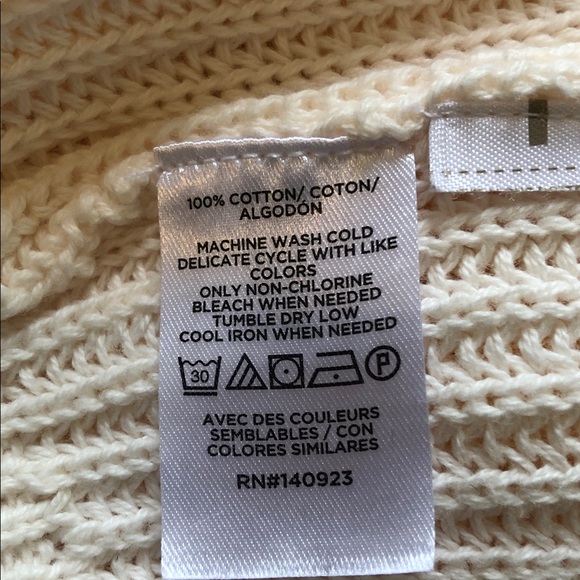 100% COTTON/ COTON/
ALGODÓN
MACHINE WASH COLD
DELICATE CYCLE WITH LIKE
COLORS
ONLY NON-CHLORINE
BLEACH WHEN NEEDED
TUMBLE DRY LOW
COOL IRON WHEN NEEDED
30 P
AVEC DES COULEURS
SEMBLABLES / CON
COLORES SIMILARES
RN#140923